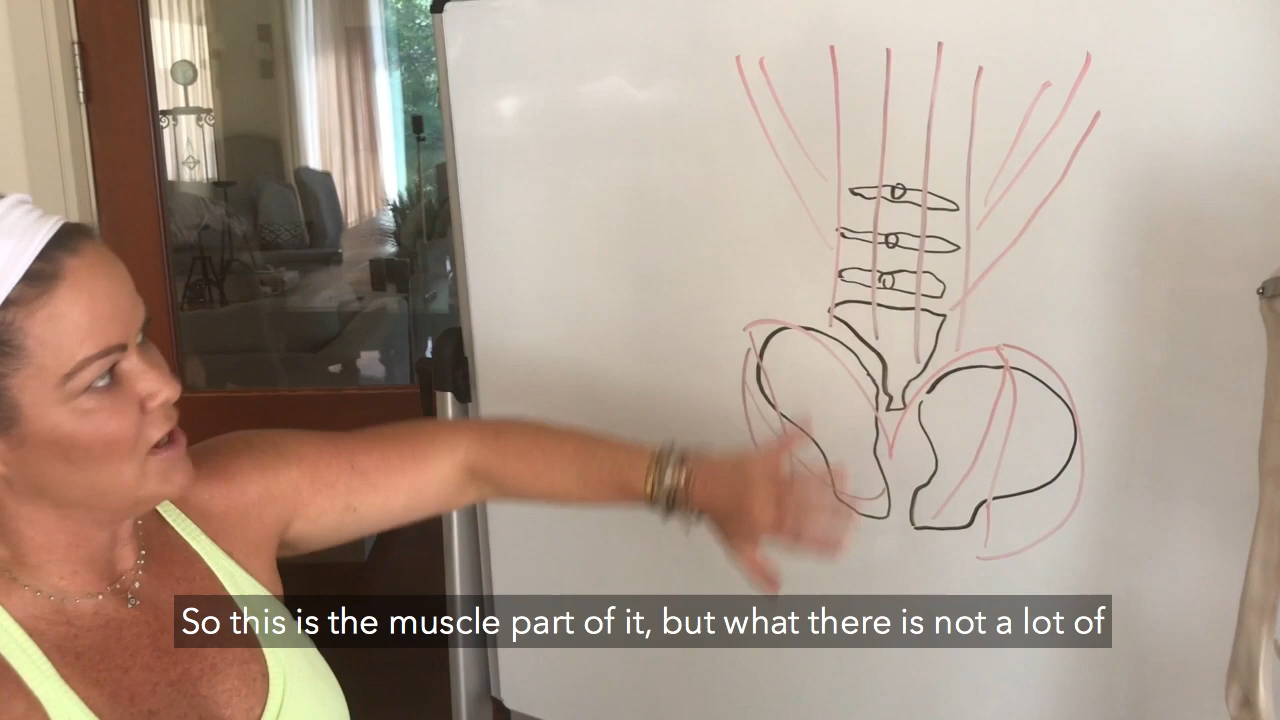 So this is the muscle part of it, but what there is not a lot of